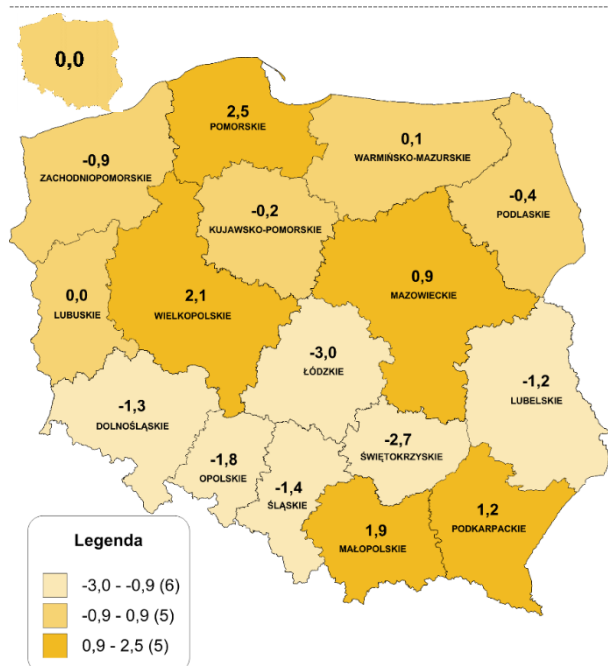 0,0
2,5
POMORSKIE
0,1
WARMIŃSKO-MAZURSKIE
-0,9
ZACHODNIOPOMORSKIE
-0,4
PODLASKIE
-0,2
KUJAWSKO-POMORSKIE
0,9
MAZOWIECKIE
0,0
LUBUSKIE
2,1
WIELKOPOLSKIE
-3,0
ŁÓDZKIE
-1,2
LUBELSKIE
-1,3
DOLNOŚLĄSKIE
-2,7
ŚWIĘTOKRZYSKIE
-1,8
OPOLSKIE
-1,4
ŚLĄSKIE
1,9
MAŁOPOLSKIE
1,2
PODKARPACKIE
Legenda
-3,0 - -0,9 (6)
-0,9 - 0,9 (5)
0,9 - 2,5 (5)